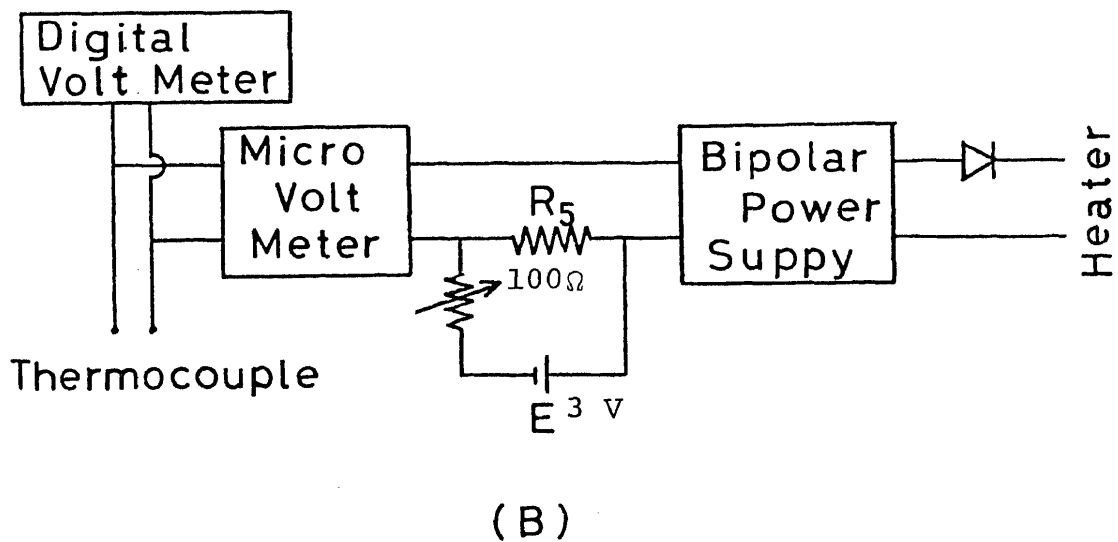 Digital
Volt Meter
Micro
Volt
Meter
R5
100Ω
Bipolar
Power
Suppy
Heater
Thermocouple
E 3 V
(B)